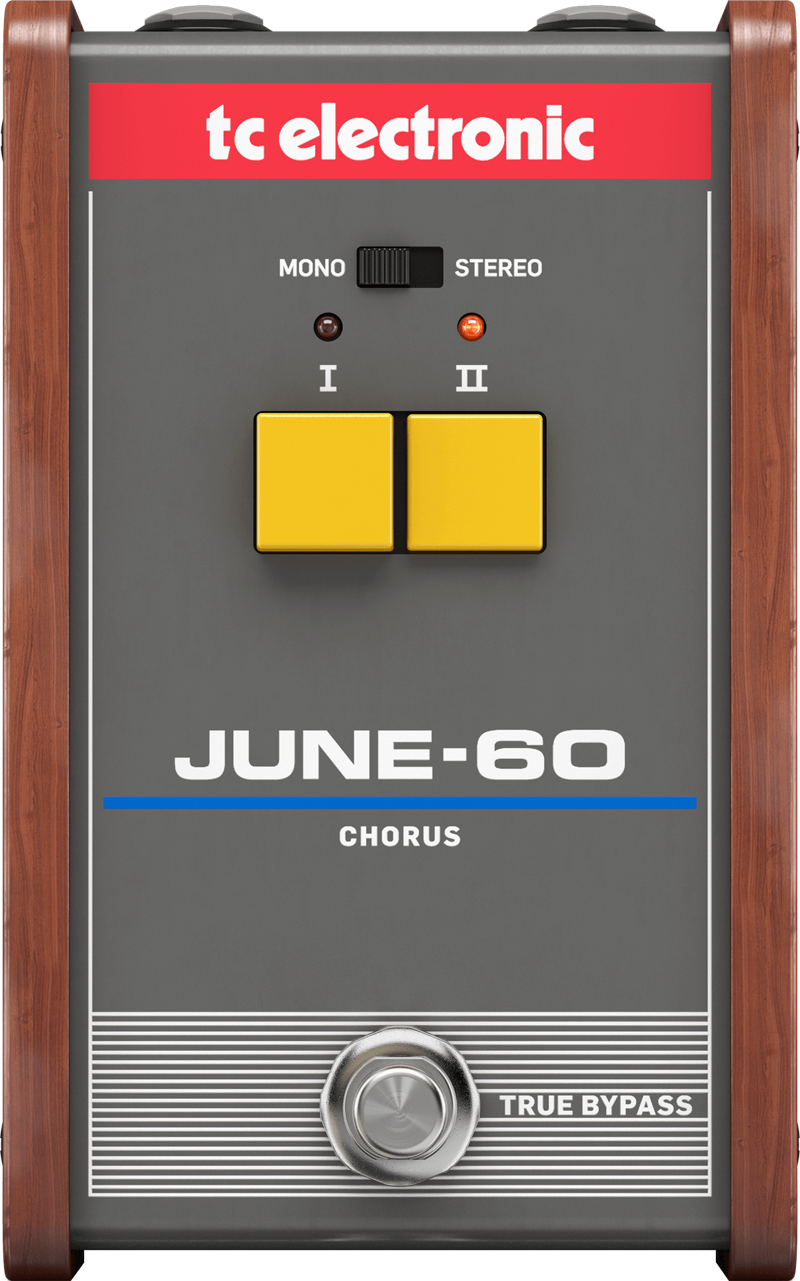 tc electronic
MONO STEREO
I II
JUNE-60
CHORUS
TRUE BYPASS